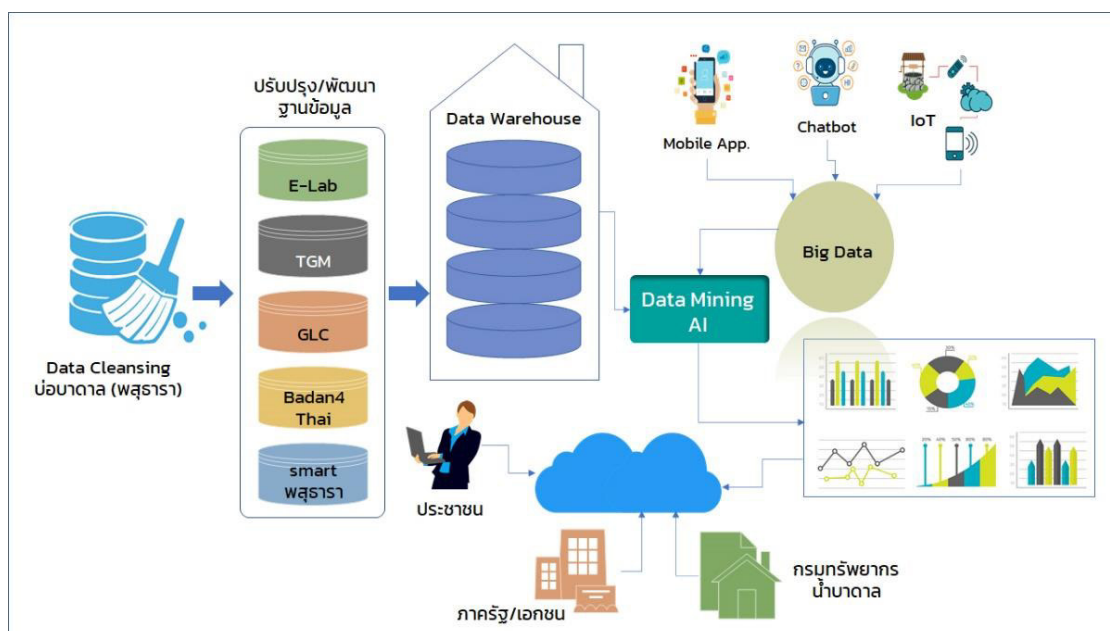 ปรับปรุง/พัฒนา
ฐานข้อมูล
E-Lab
TGM
GLC
Badan4
Thai
smart
พสุธารา
Data Cleansing
บ่อบาดาล (พสุธารา)
Data Warehouse
Mobile App.
Chatbot
IoT
Big Data
Data Mining
AI
ประชาชน
ภาครัฐ/เอกชน
กรมทรัพยากร
น้ำบาดาล